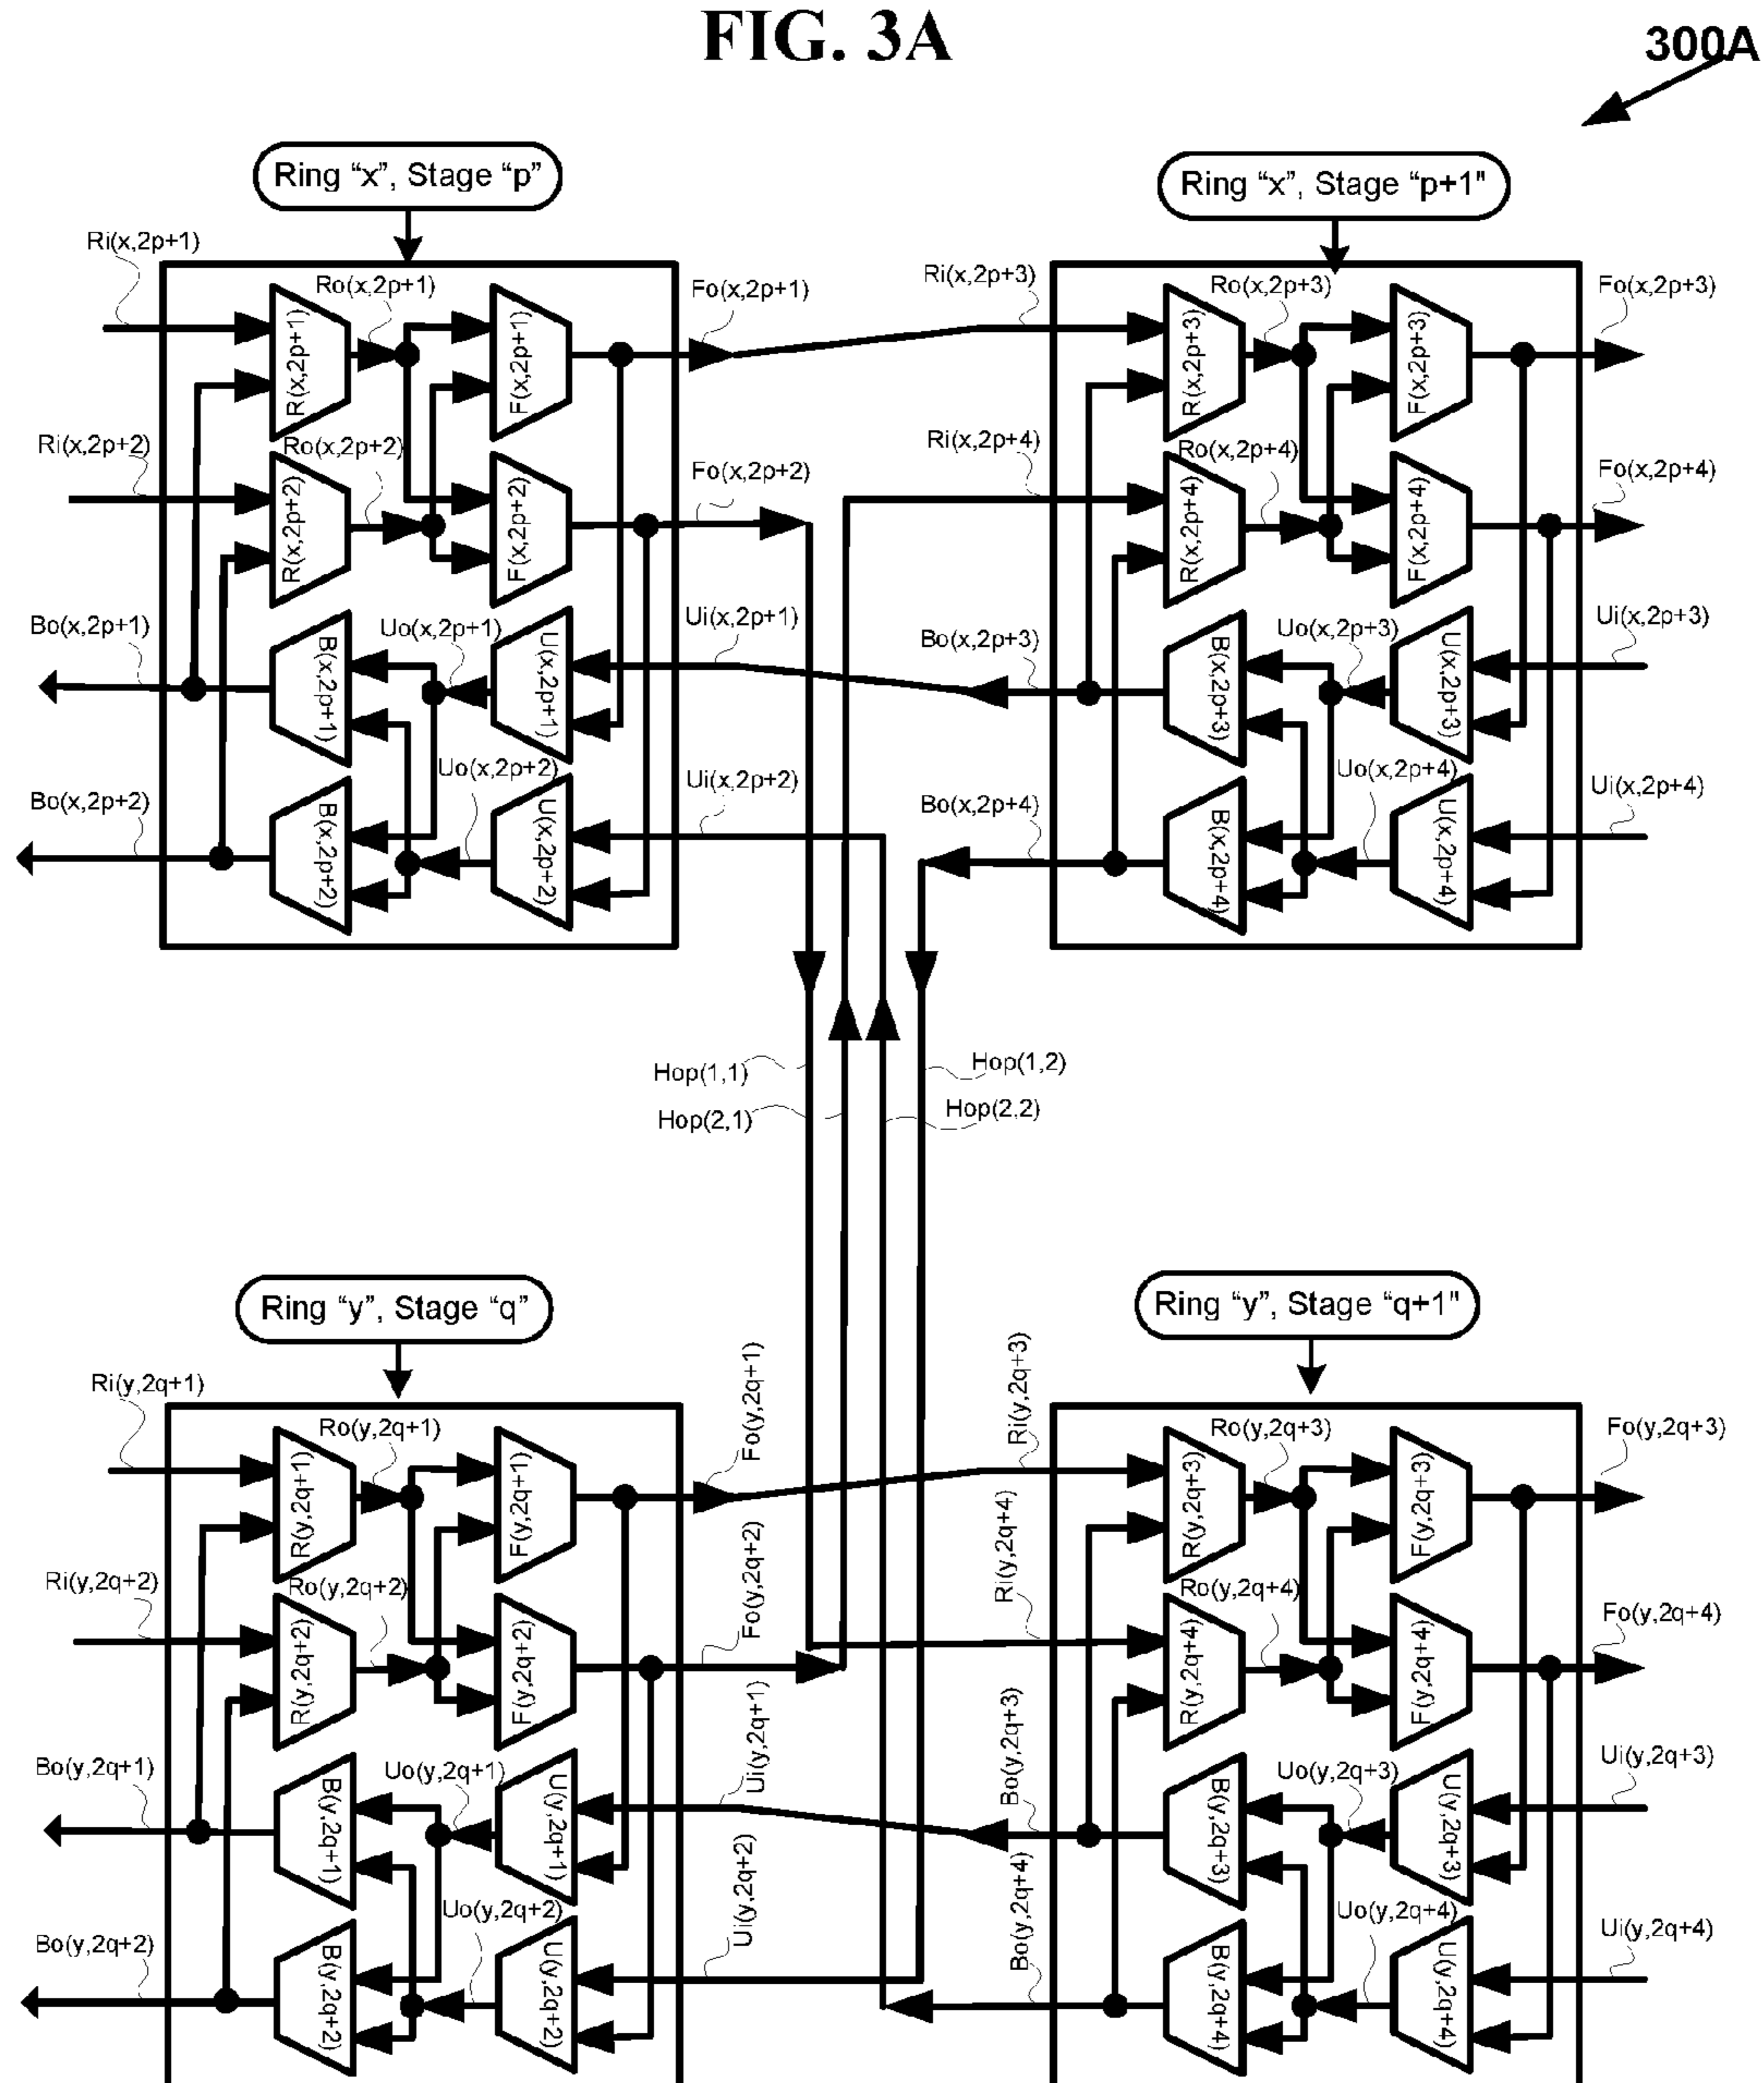 FIG. 3A
300A
Ring “x”, Stage “p”
Ring “x”, Stage “p+1"
Ri(x,2p+1)
Ro(x,2p+1)
Fo(x,2p+1)
Ri(x,2p+3)
Ro(x,2p+3)
Fo(x,2p+3)
R(x,2p+1)
F(x,2p+1)
R(x,2p+3)
F(x,2p+3)
Ri(x,2p+2)
Ro(x,2p+2)
Fo(x,2p+2)
Ri(x,2p+4)
Ro(x,2p+4)
Fo(x,2p+4)
R(x,2p+2)
F(x,2p+2)
R(x,2p+4)
F(x,2p+4)
Bo(x,2p+1)
Uo(x,2p+1)
Ui(x,2p+1)
Bo(x,2p+3)
Uo(x,2p+3)
Ui(x,2p+3)
B(x,2p+1)
U(x,2p+1)
B(x,2p+3)
U(x,2p+3)
Bo(x,2p+2)
Uo(x,2p+2)
Ui(x,2p+2)
Bo(x,2p+4)
Uo(x,2p+4)
Ui(x,2p+4)
B(x,2p+2)
U(x,2p+2)
B(x,2p+4)
U(x,2p+4)
Hop(1,1)
Hop(1,2)
Hop(2,1)
Hop(2,2)
Ring “y”, Stage “q”
Ring “y”, Stage “q+1"
Ri(y,2q+1)
Ro(y,2q+1)
Fo(y,2q+1)
Ri(y,2q+3)
Ro(y,2q+3)
Fo(y,2q+3)
R(y,2q+1)
F(y,2q+1)
R(y,2q+3)
F(y,2q+3)
Ri(y,2q+2)
Ro(y,2q+2)
Fo(y,2q+2)
Ri(y,2q+4)
Ro(y,2q+4)
Fo(y,2q+4)
R(y,2q+2)
F(y,2q+2)
R(y,2q+4)
F(y,2q+4)
Bo(y,2q+1)
Uo(y,2q+1)
Ui(y,2q+1)
Bo(y,2q+3)
Uo(y,2q+3)
Ui(y,2q+3)
B(y,2q+1)
U(y,2q+1)
B(y,2q+3)
U(y,2q+3)
Bo(y,2q+2)
Uo(y,2q+2)
Ui(y,2q+2)
Bo(y,2q+4)
Uo(y,2q+4)
Ui(y,2q+4)
B(y,2q+2)
U(y,2q+2)
B(y,2q+4)
U(y,2q+4)